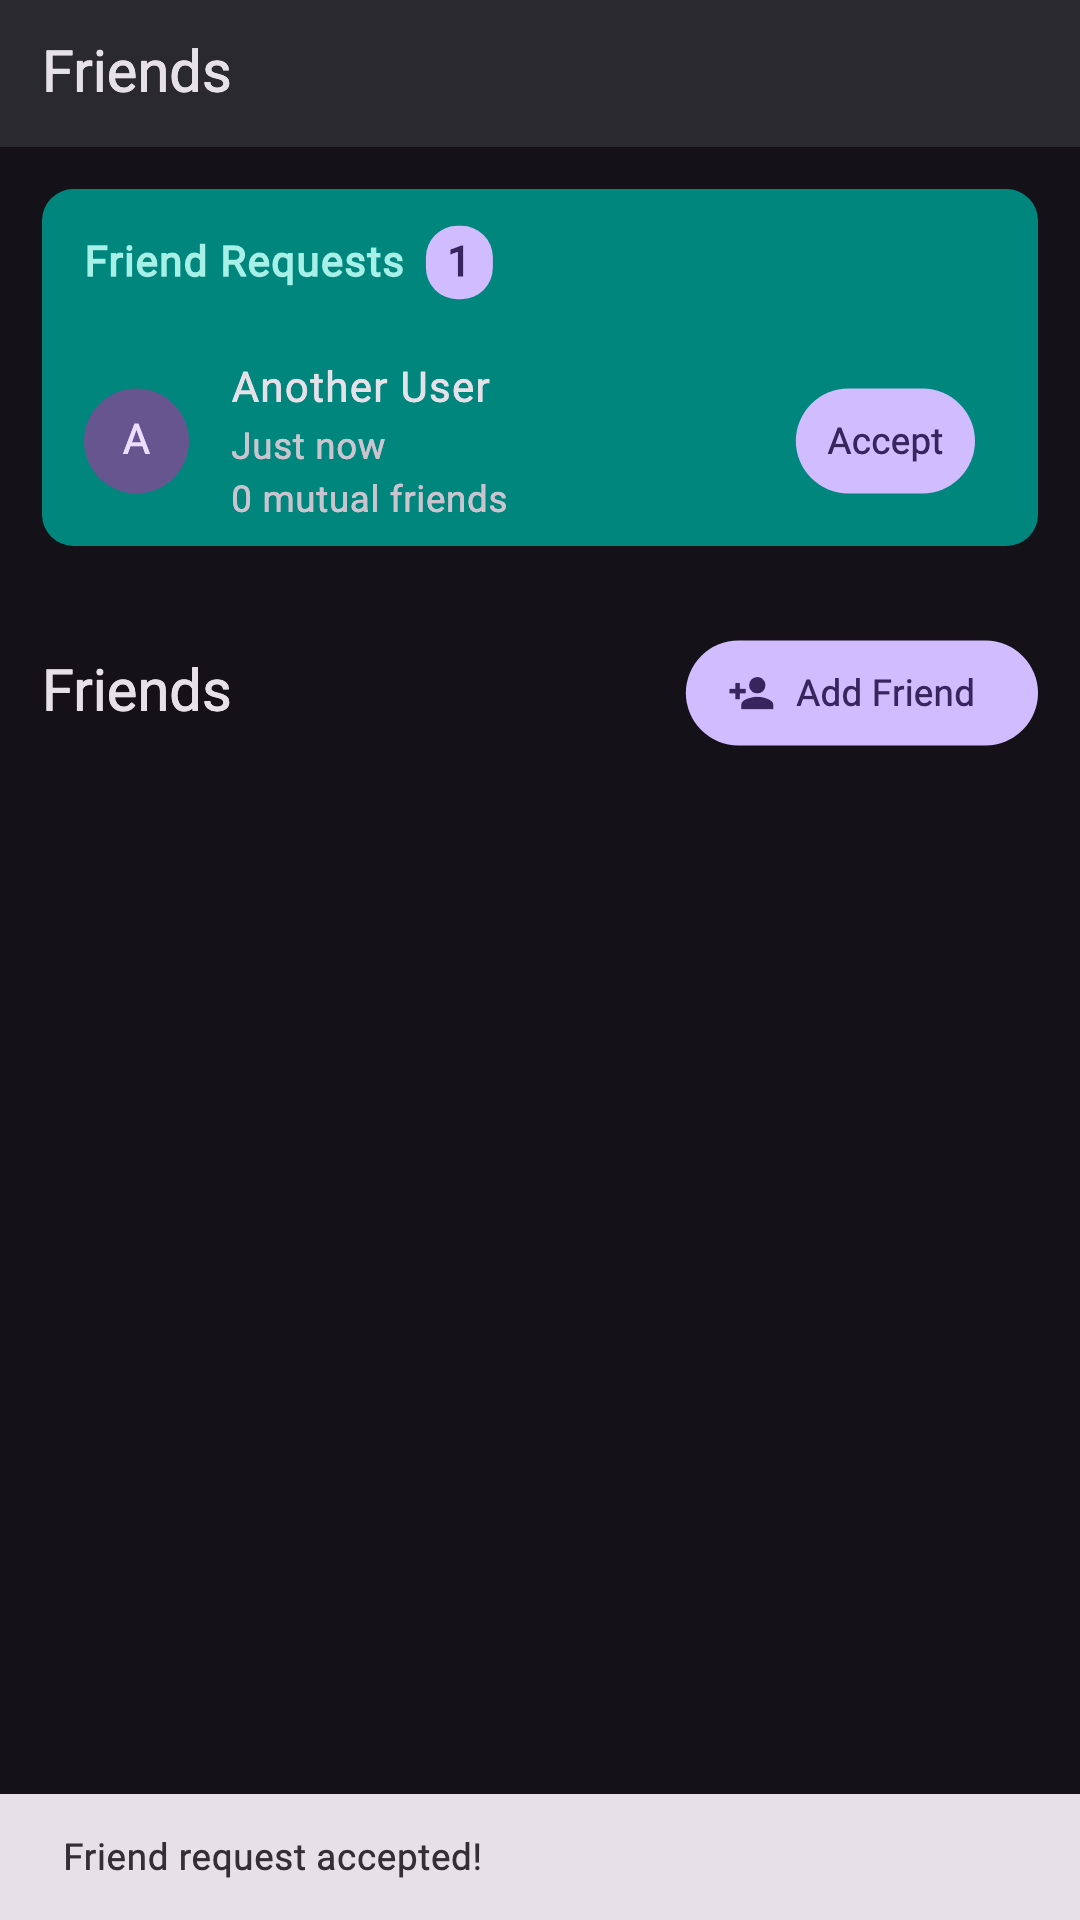 Friends
Friend Requests 1
A
Another User
Just now
0 mutual friends
Accept
Friends
Add Friend
Friend request accepted!